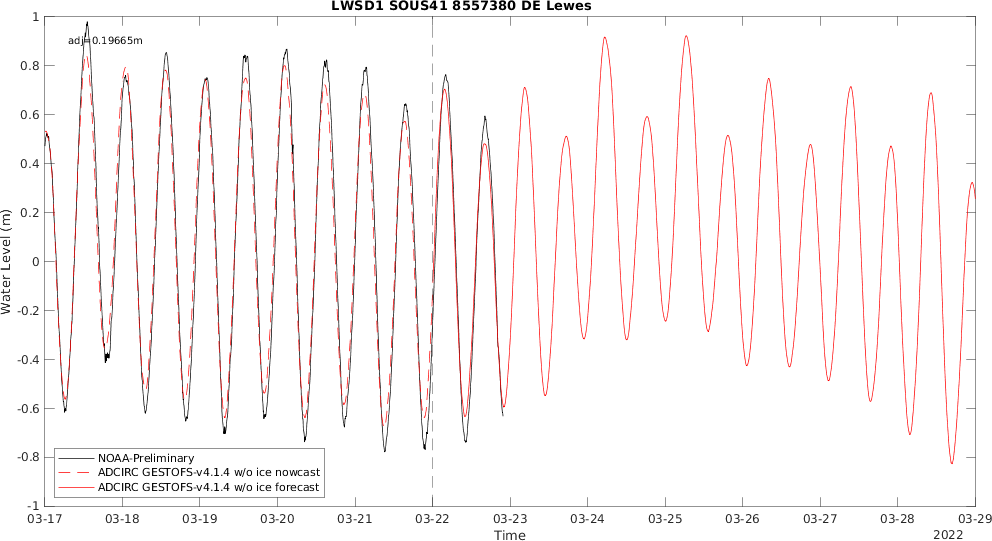 LWSD1 SOUS41 8557380 DE Lewes
adj=0.19665m
Water Level (m)
1
0.8
0.6
0.4
0.2
0
-0.2
-0.4
-0.6
-0.8
-1
NOAA-Preliminary
ADCIRC GESTOFS-v4.1.4 w/o ice nowcast
ADCIRC GESTOFS-v4.1.4 w/o ice forecast
03-17 03-18 03-19 03-20 03-21 03-22 03-23 03-24 03-25 03-26 03-27 03-28 03-29
Time
2022